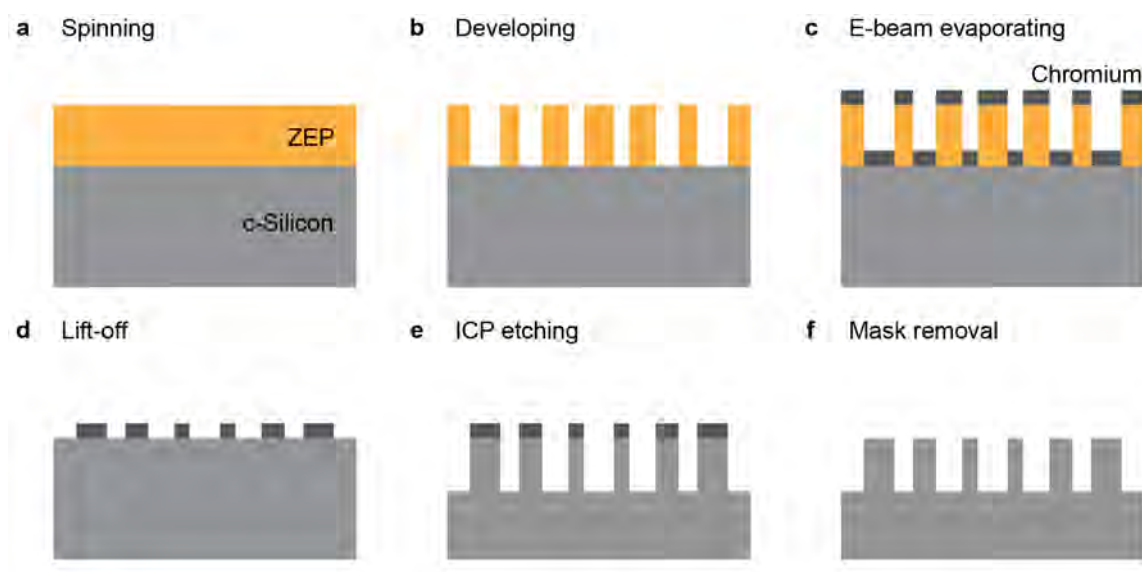 a Spinning
b Developing
c E-beam evaporating
Chromium
ZEP
c-Silicon
d Lift-off
e ICP etching
f Mask removal